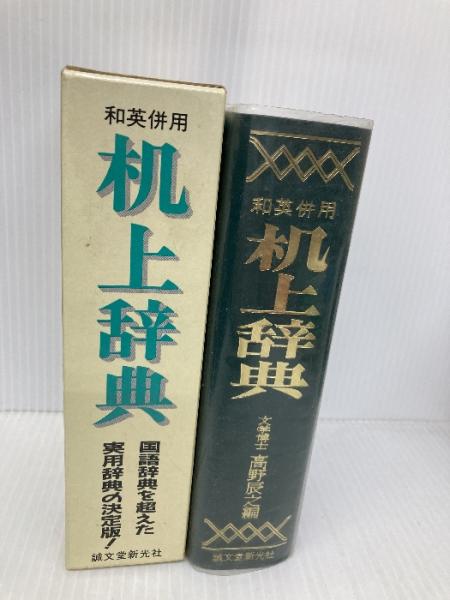 和英併用
机上辞典
国語辞典を超えた
実用辞典の決定版!
誠文堂新光社
和英併用
机上辞典
文学博士 高野辰之編
誠文堂新光社